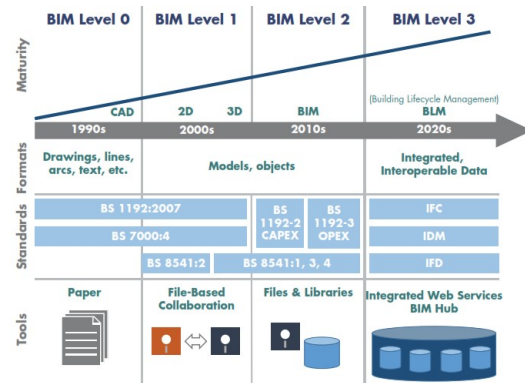 BIM Level 0
BIM Level 1
BIM Level 2
BIM Level 3
Maturity
(Building Lifecycle Management)
CAD
2D
3D
BIM
BLM
1990s
2000s
2010s
2020s
Formats
Drawings, lines,
arcs, text, etc.
Models, objects
Integrated,
Interoperable Data
Standards
BS 1192:2007
BS
1192-2
CAPEX
BS
1192-3
OPEX
IFC
BS 7000:4
IDM
BS 8541:2
BS 8541:1, 3, 4
IFD
Tools
Paper
File-Based
Collaboration
Files & Libraries
Integrated Web Services
BIM Hub